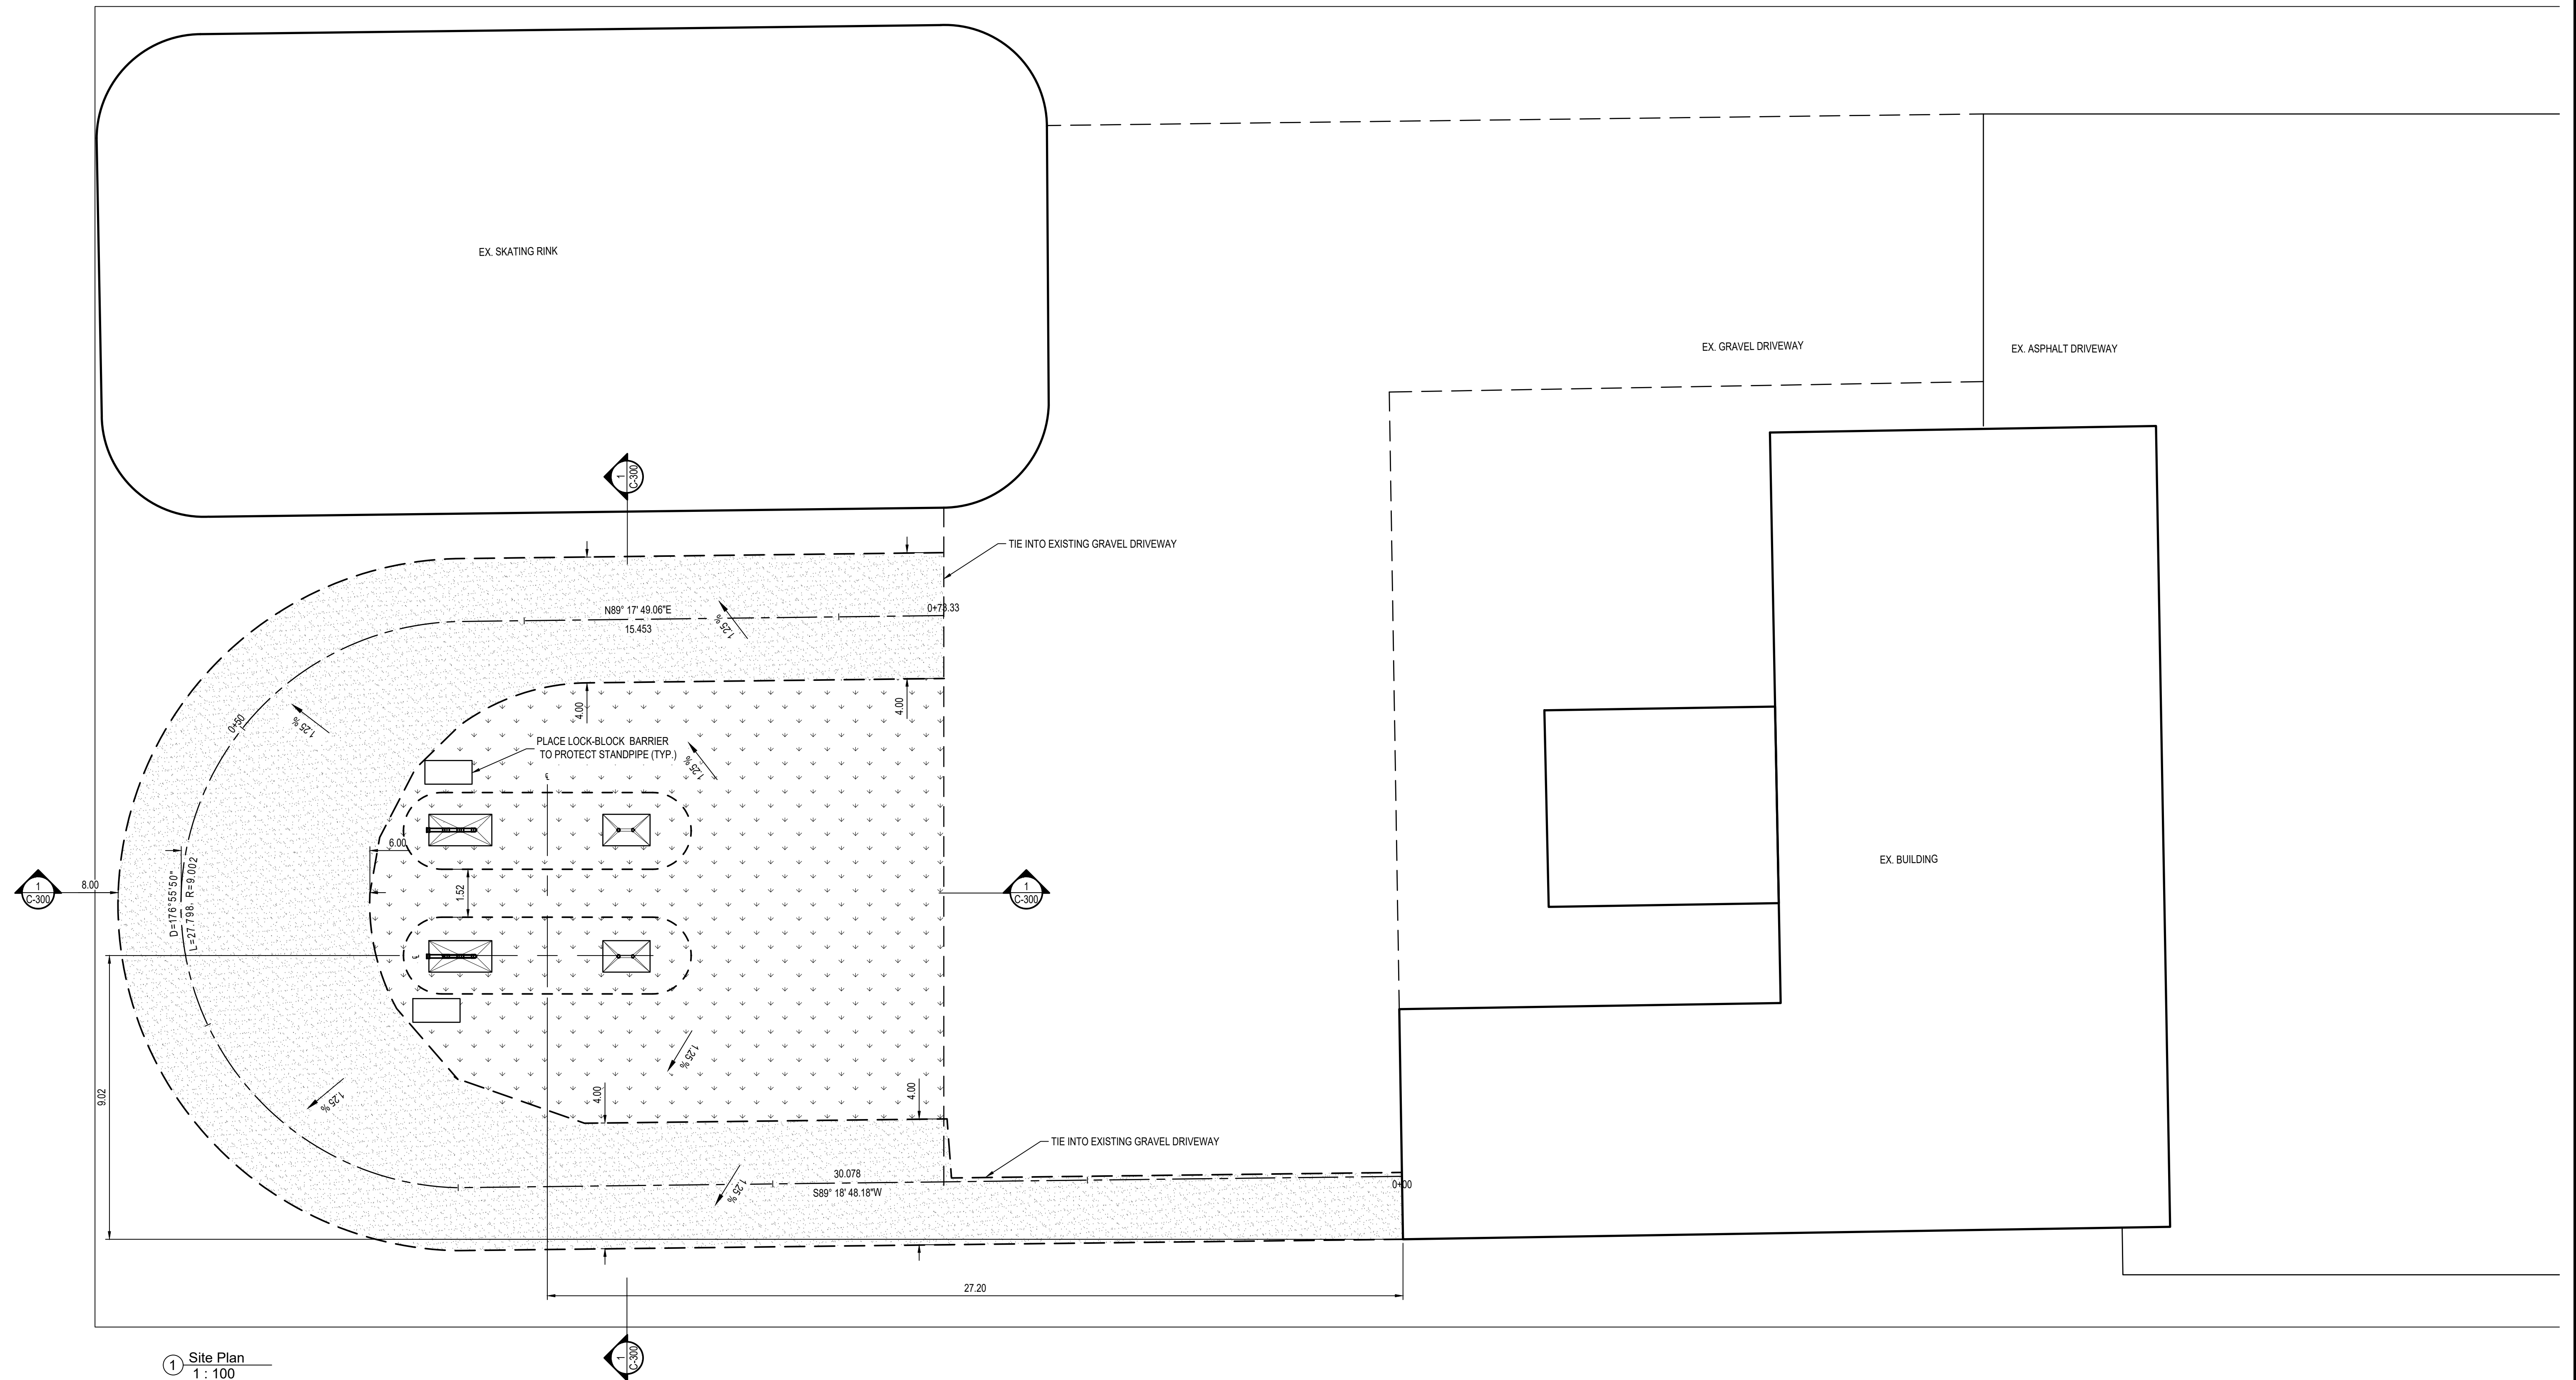 EX. SKATING RINK
EX. GRAVEL DRIVEWAY
EX. ASPHALT DRIVEWAY
1
C-300
TIE INTO EXISTING GRAVEL DRIVEWAY
N89° 17' 49.06"E
15.453
0+73.33
1.25 %
4.00
4.00
0+50
1.25 %
PLACE LOCK-BLOCK BARRIER
TO PROTECT STANDPIPE (TYP.)
1.25 %
6.00
EX. BUILDING
1
C-300
8.00
D=176°55'50"
L=27.798, R=9.002
1.52
1
C-300
9.02
1.25 %
4.00
4.00
1.25 %
TIE INTO EXISTING GRAVEL DRIVEWAY
30.078
S89° 18' 48.18"W
1.25 %
0+00
27.20
1
C-300
1
Site Plan
1 : 100